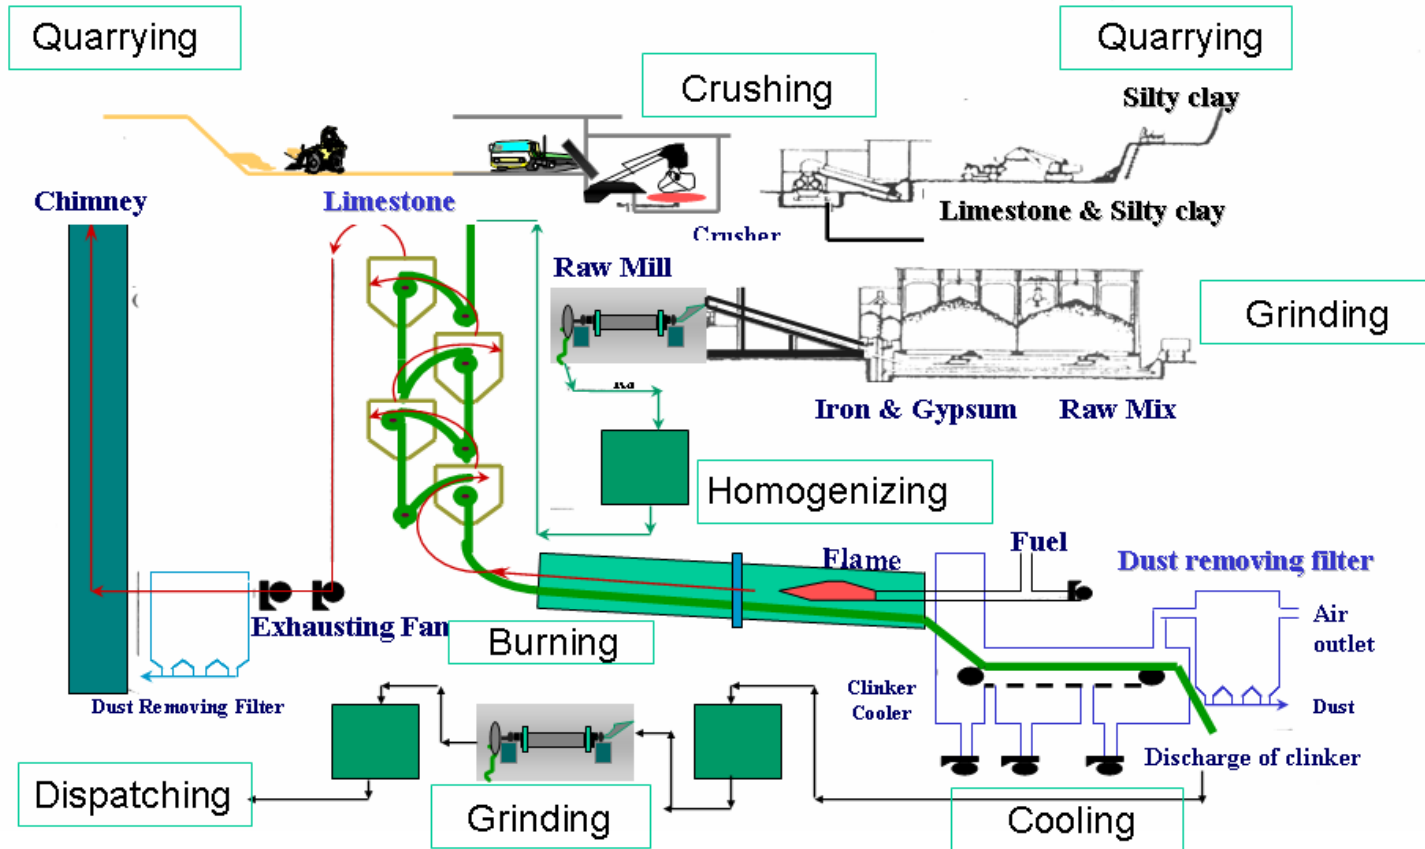 Quarrying
Quarrying
Crushing
Silty clay
Chimney
Limestone
Limestone & Silty clay
Crusher
Raw Mill
Grinding
Iron & Gypsum
Raw Mix
Homogenizing
Fuel
Flame
Dust removing filter
Air
outlet
Exhausting Fan
Burning
Clinker
Cooler
Dust Removing Filter
Dust
Discharge of clinker
Dispatching
Grinding
Cooling